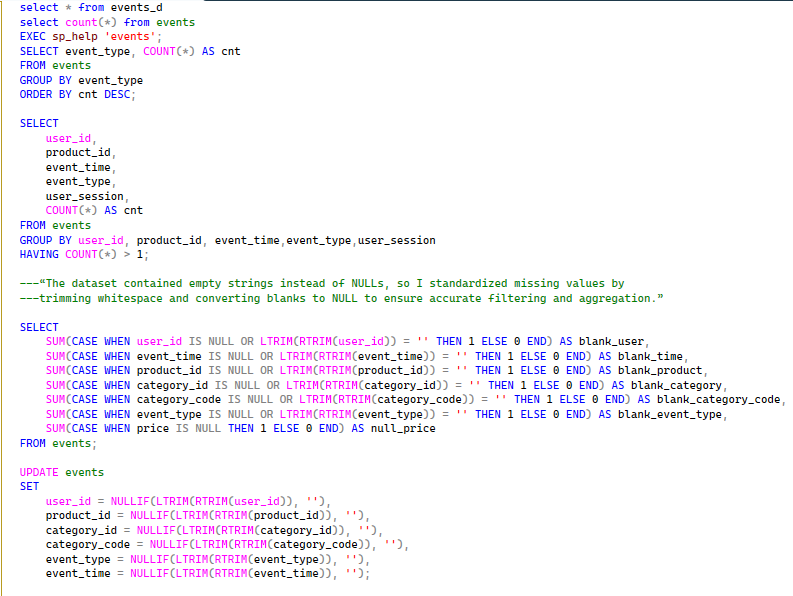 select * from events_d
select count(*) from events
EXEC sp_help 'events';
SELECT event_type, COUNT(*) AS cnt
FROM events
GROUP BY event_type
ORDER BY cnt DESC;
SELECT
user_id,
product_id,
event_time,
event_type,
user_session,
COUNT(*) AS cnt
FROM events
GROUP BY user_id, product_id, event_time,event_type,user_session
HAVING COUNT(*) > 1;
---“The dataset contained empty strings instead of NULLs, so I standardized missing values by
---trimming whitespace and converting blanks to NULL to ensure accurate filtering and aggregation.”
SELECT
SUM(CASE WHEN user_id IS NULL OR LTRIM(RTRIM(user_id)) = '' THEN 1 ELSE 0 END) AS blank_user,
SUM(CASE WHEN event_time IS NULL OR LTRIM(RTRIM(event_time)) = '' THEN 1 ELSE 0 END) AS blank_time,
SUM(CASE WHEN product_id IS NULL OR LTRIM(RTRIM(product_id)) = '' THEN 1 ELSE 0 END) AS blank_product,
SUM(CASE WHEN category_id IS NULL OR LTRIM(RTRIM(category_id)) = '' THEN 1 ELSE 0 END) AS blank_category,
SUM(CASE WHEN category_code IS NULL OR LTRIM(RTRIM(category_code)) = '' THEN 1 ELSE 0 END) AS blank_category_code,
SUM(CASE WHEN event_type IS NULL OR LTRIM(RTRIM(event_type)) = '' THEN 1 ELSE 0 END) AS blank_event_type,
SUM(CASE WHEN price IS NULL THEN 1 ELSE 0 END) AS null_price
FROM events;
UPDATE events
SET
user_id = NULLIF(LTRIM(RTRIM(user_id)), ''),
product_id = NULLIF(LTRIM(RTRIM(product_id)), ''),
category_id = NULLIF(LTRIM(RTRIM(category_id)), ''),
category_code = NULLIF(LTRIM(RTRIM(category_code)), ''),
event_type = NULLIF(LTRIM(RTRIM(event_type)), ''),
event_time = NULLIF(LTRIM(RTRIM(event_time)), '');